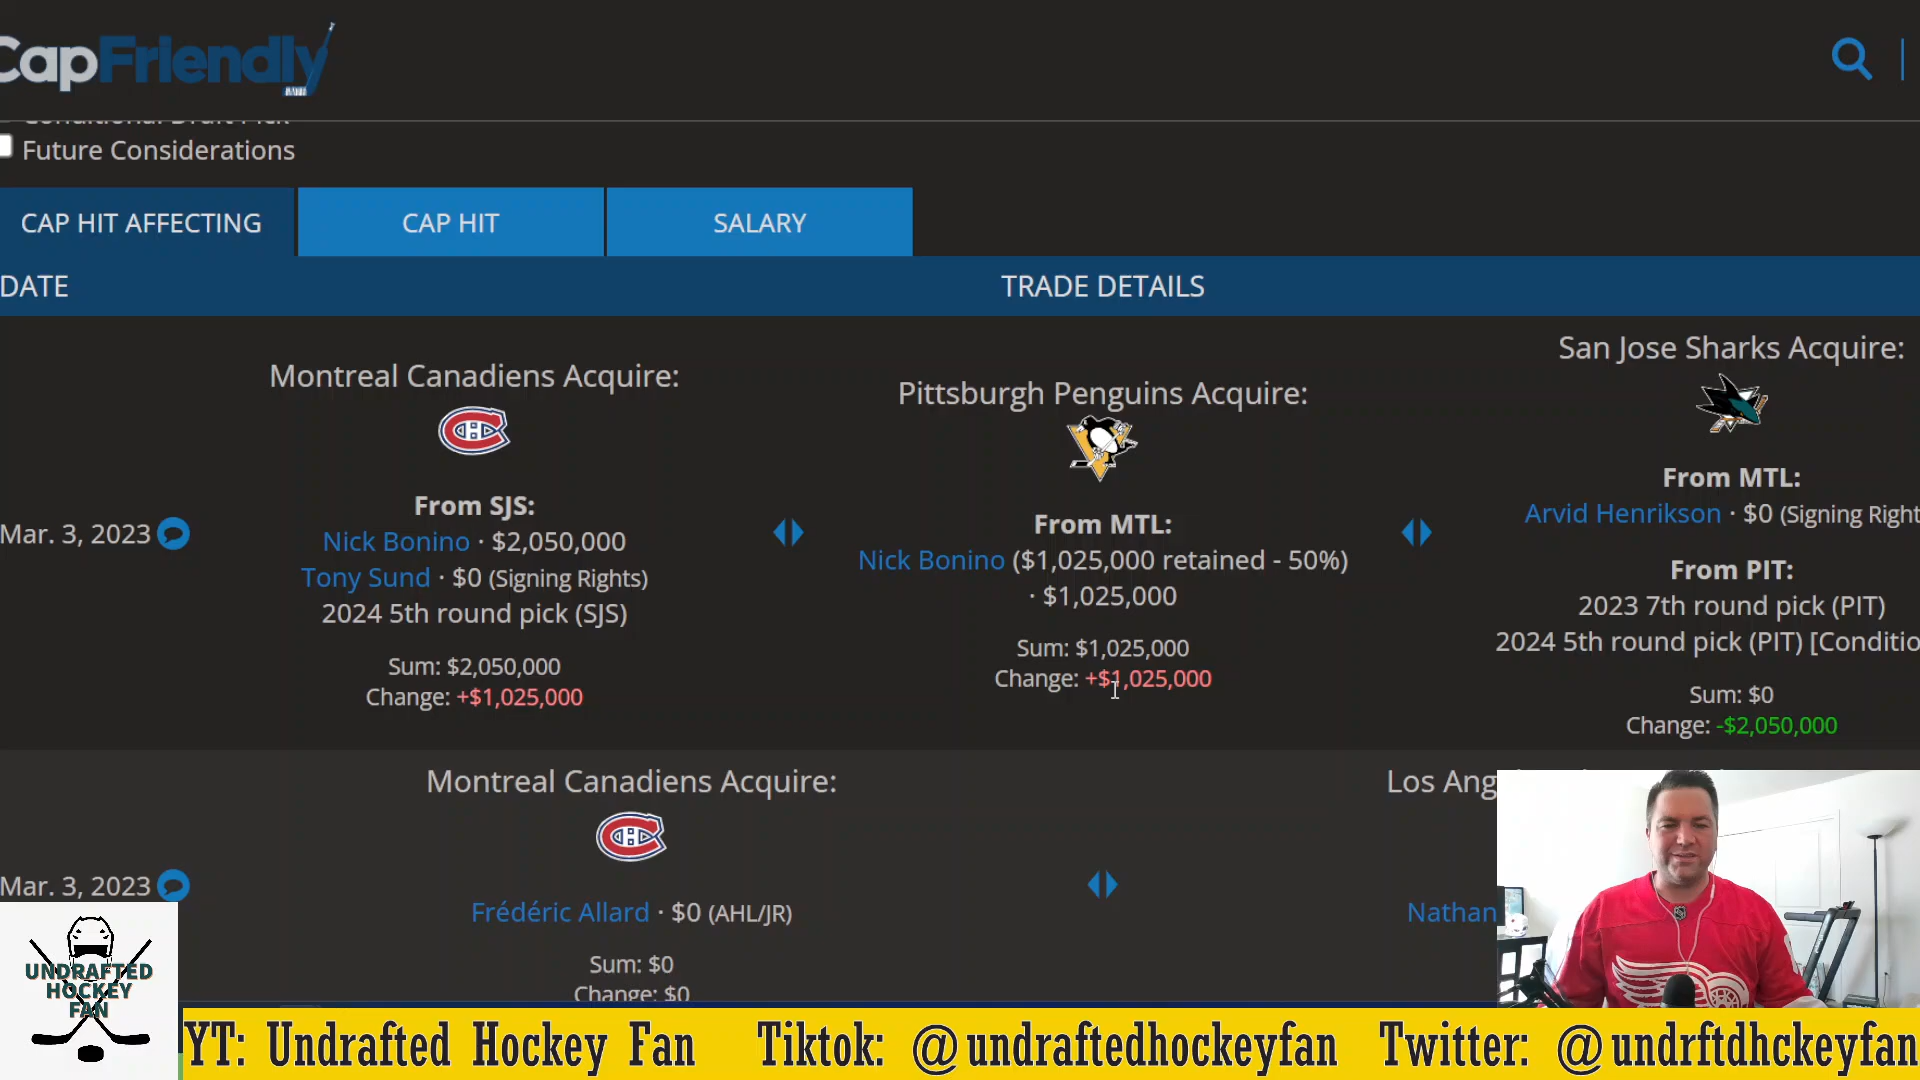 CapFriendly
Conditional Draft Pick
Future Considerations
CAP HIT AFFECTING
CAP HIT
SALARY
DATE
TRADE DETAILS
Mar. 3, 2023
Montreal Canadiens Acquire:
From SJS:
Nick Bonino · $2,050,000
Tony Sund · $0 (Signing Rights)
2024 5th round pick (SJS)
Sum: $2,050,000
Change: +$1,025,000
Pittsburgh Penguins Acquire:
From MTL:
Nick Bonino ($1,025,000 retained - 50%)
· $1,025,000
Sum: $1,025,000
Change: +$1,025,000
San Jose Sharks Acquire:
From MTL:
Arvid Henrikson · $0 (Signing Right
From PIT:
2023 7th round pick (PIT)
2024 5th round pick (PIT) [Conditio
Sum: $0
Change: -$2,050,000
Mar. 3, 2023
Montreal Canadiens Acquire:
Frédéric Allard · $0 (AHL/JR)
Sum: $0
Change: $0
Los Ang
Nathan
UNDRAFTED
HOCKEY
FAN
YT: Undrafted Hockey Fan Tiktok: @undraftedhockeyfan Twitter: @undrftdhckeyfan